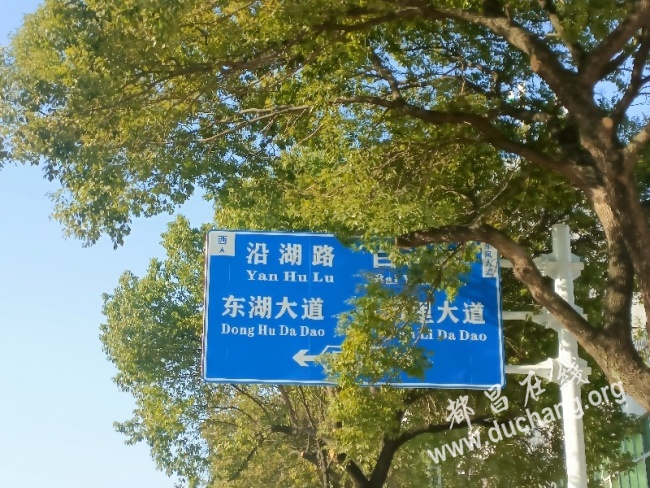 西
沿湖路
Yan Hu Lu
东湖大道
Dong Hu Da Dao
大道
Li Da Dao
都昌在线
www.duchang.org